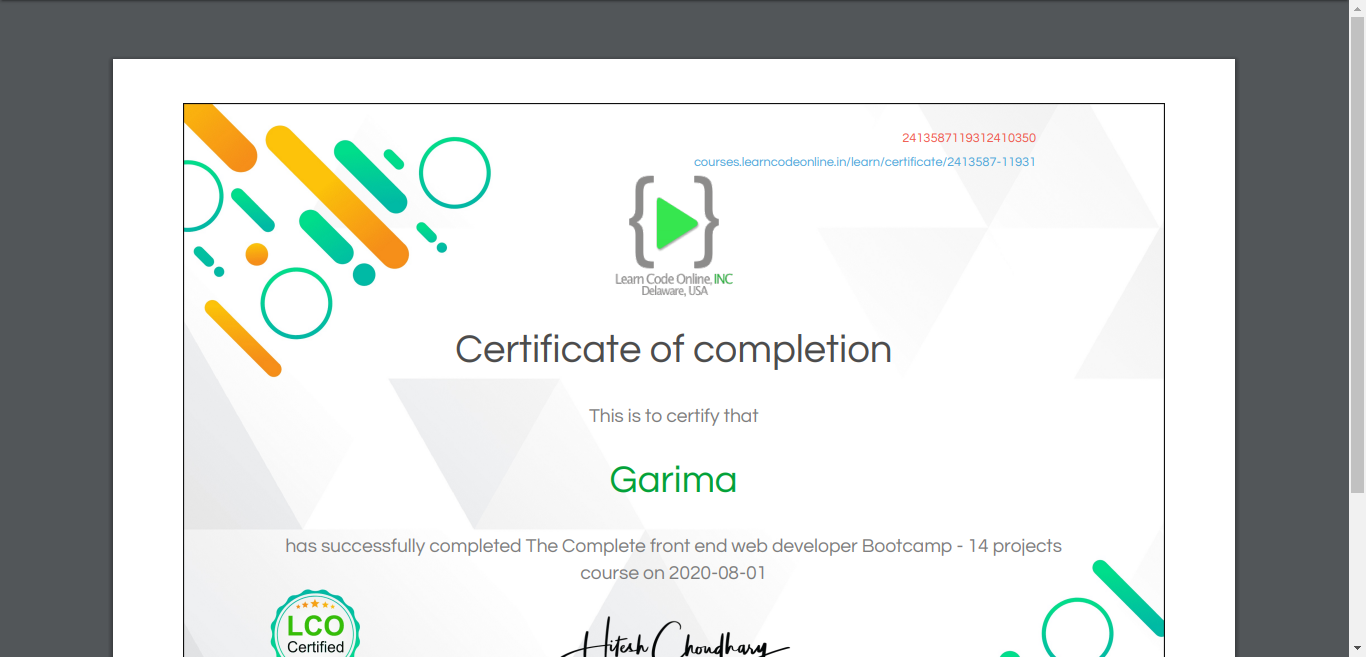 2413587119312410350
courses.learncodeonline.in/learn/certificate/2413587-11931
Learn Code Online, INC
Delaware, USA
Certificate of completion
This is to certify that
Garima
has successfully completed The Complete front end web developer Bootcamp - 14 projects
course on 2020-08-01
LCO
Certified
Hitesh Choudhary